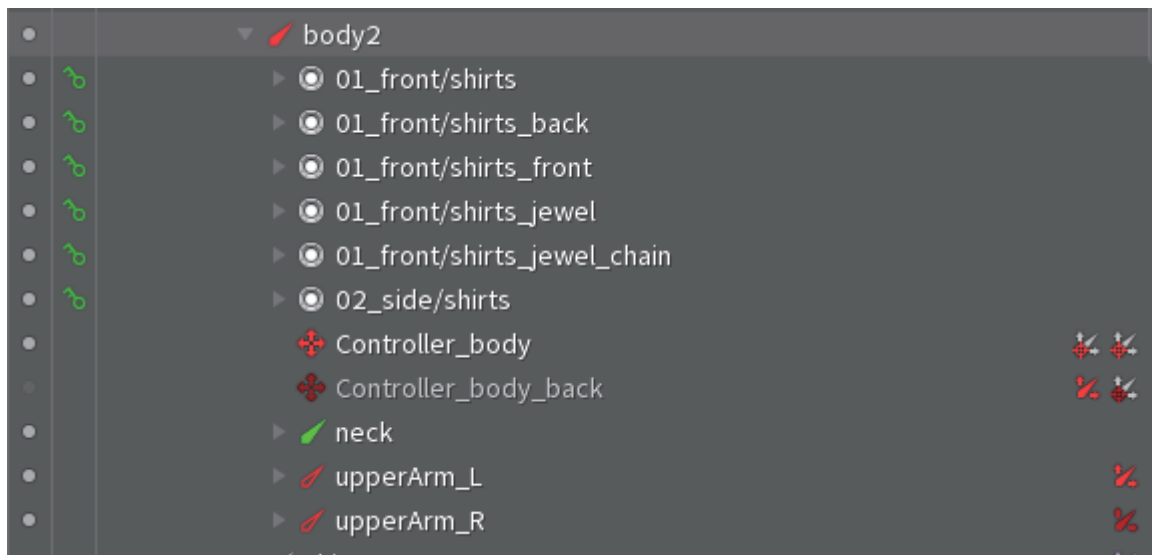 body2
01_front/shirts
01_front/shirts_back
01_front/shirts_front
01_front/shirts_jewel
01_front/shirts_jewel_chain
02_side/shirts
Controller_body
Controller_body_back
neck
upperArm_L
upperArm_R